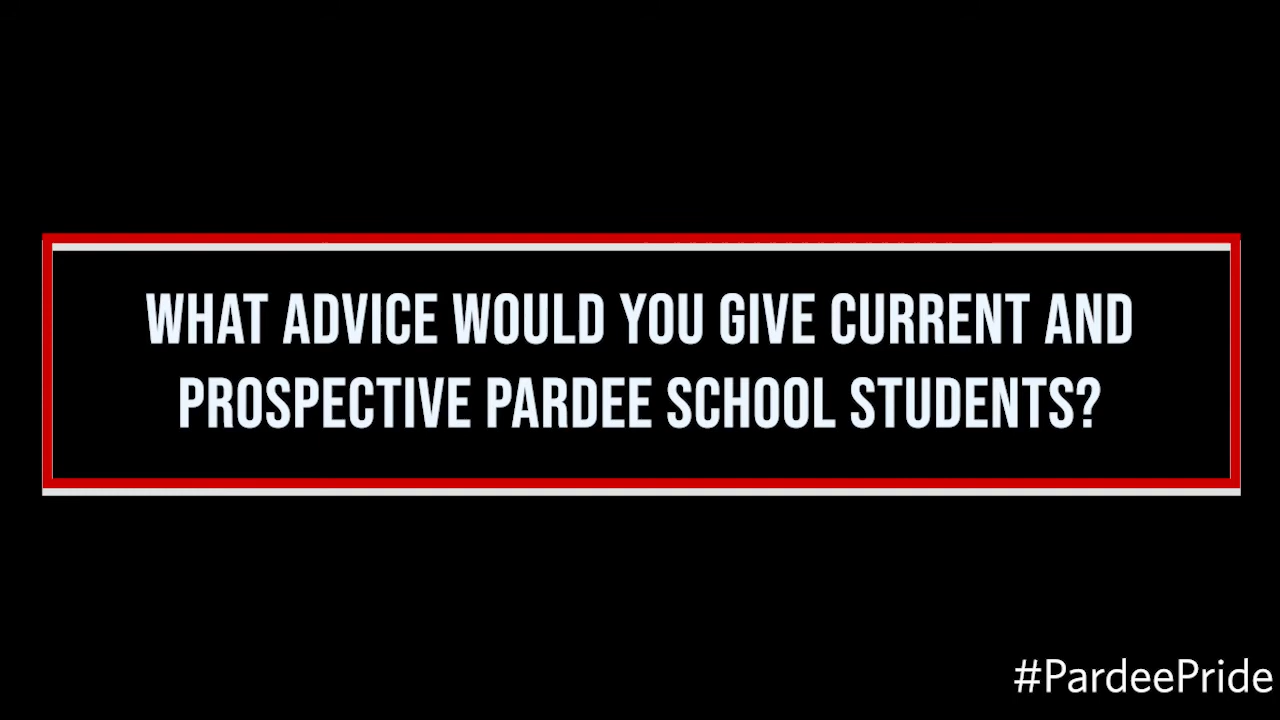 WHAT ADVICE WOULD YOU GIVE CURRENT AND
PROSPECTIVE PARDEE SCHOOL STUDENTS?
#PardeePride